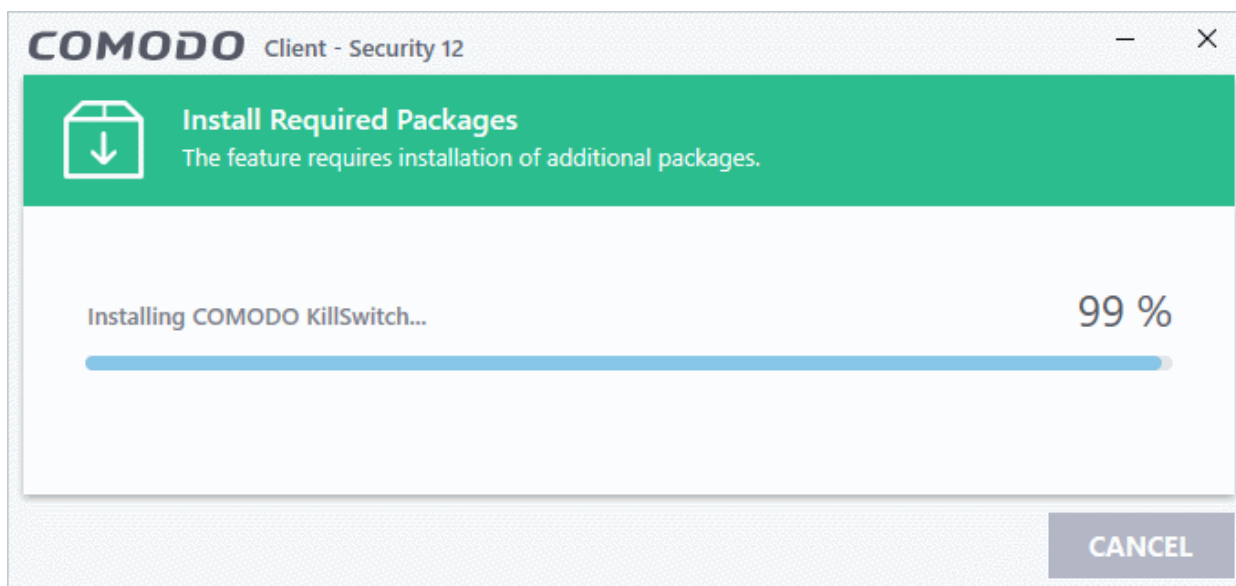 COMODO Client - Security 12
Install Required Packages
The feature requires installation of additional packages.
Installing COMODO KillSwitch... 99 %
CANCEL